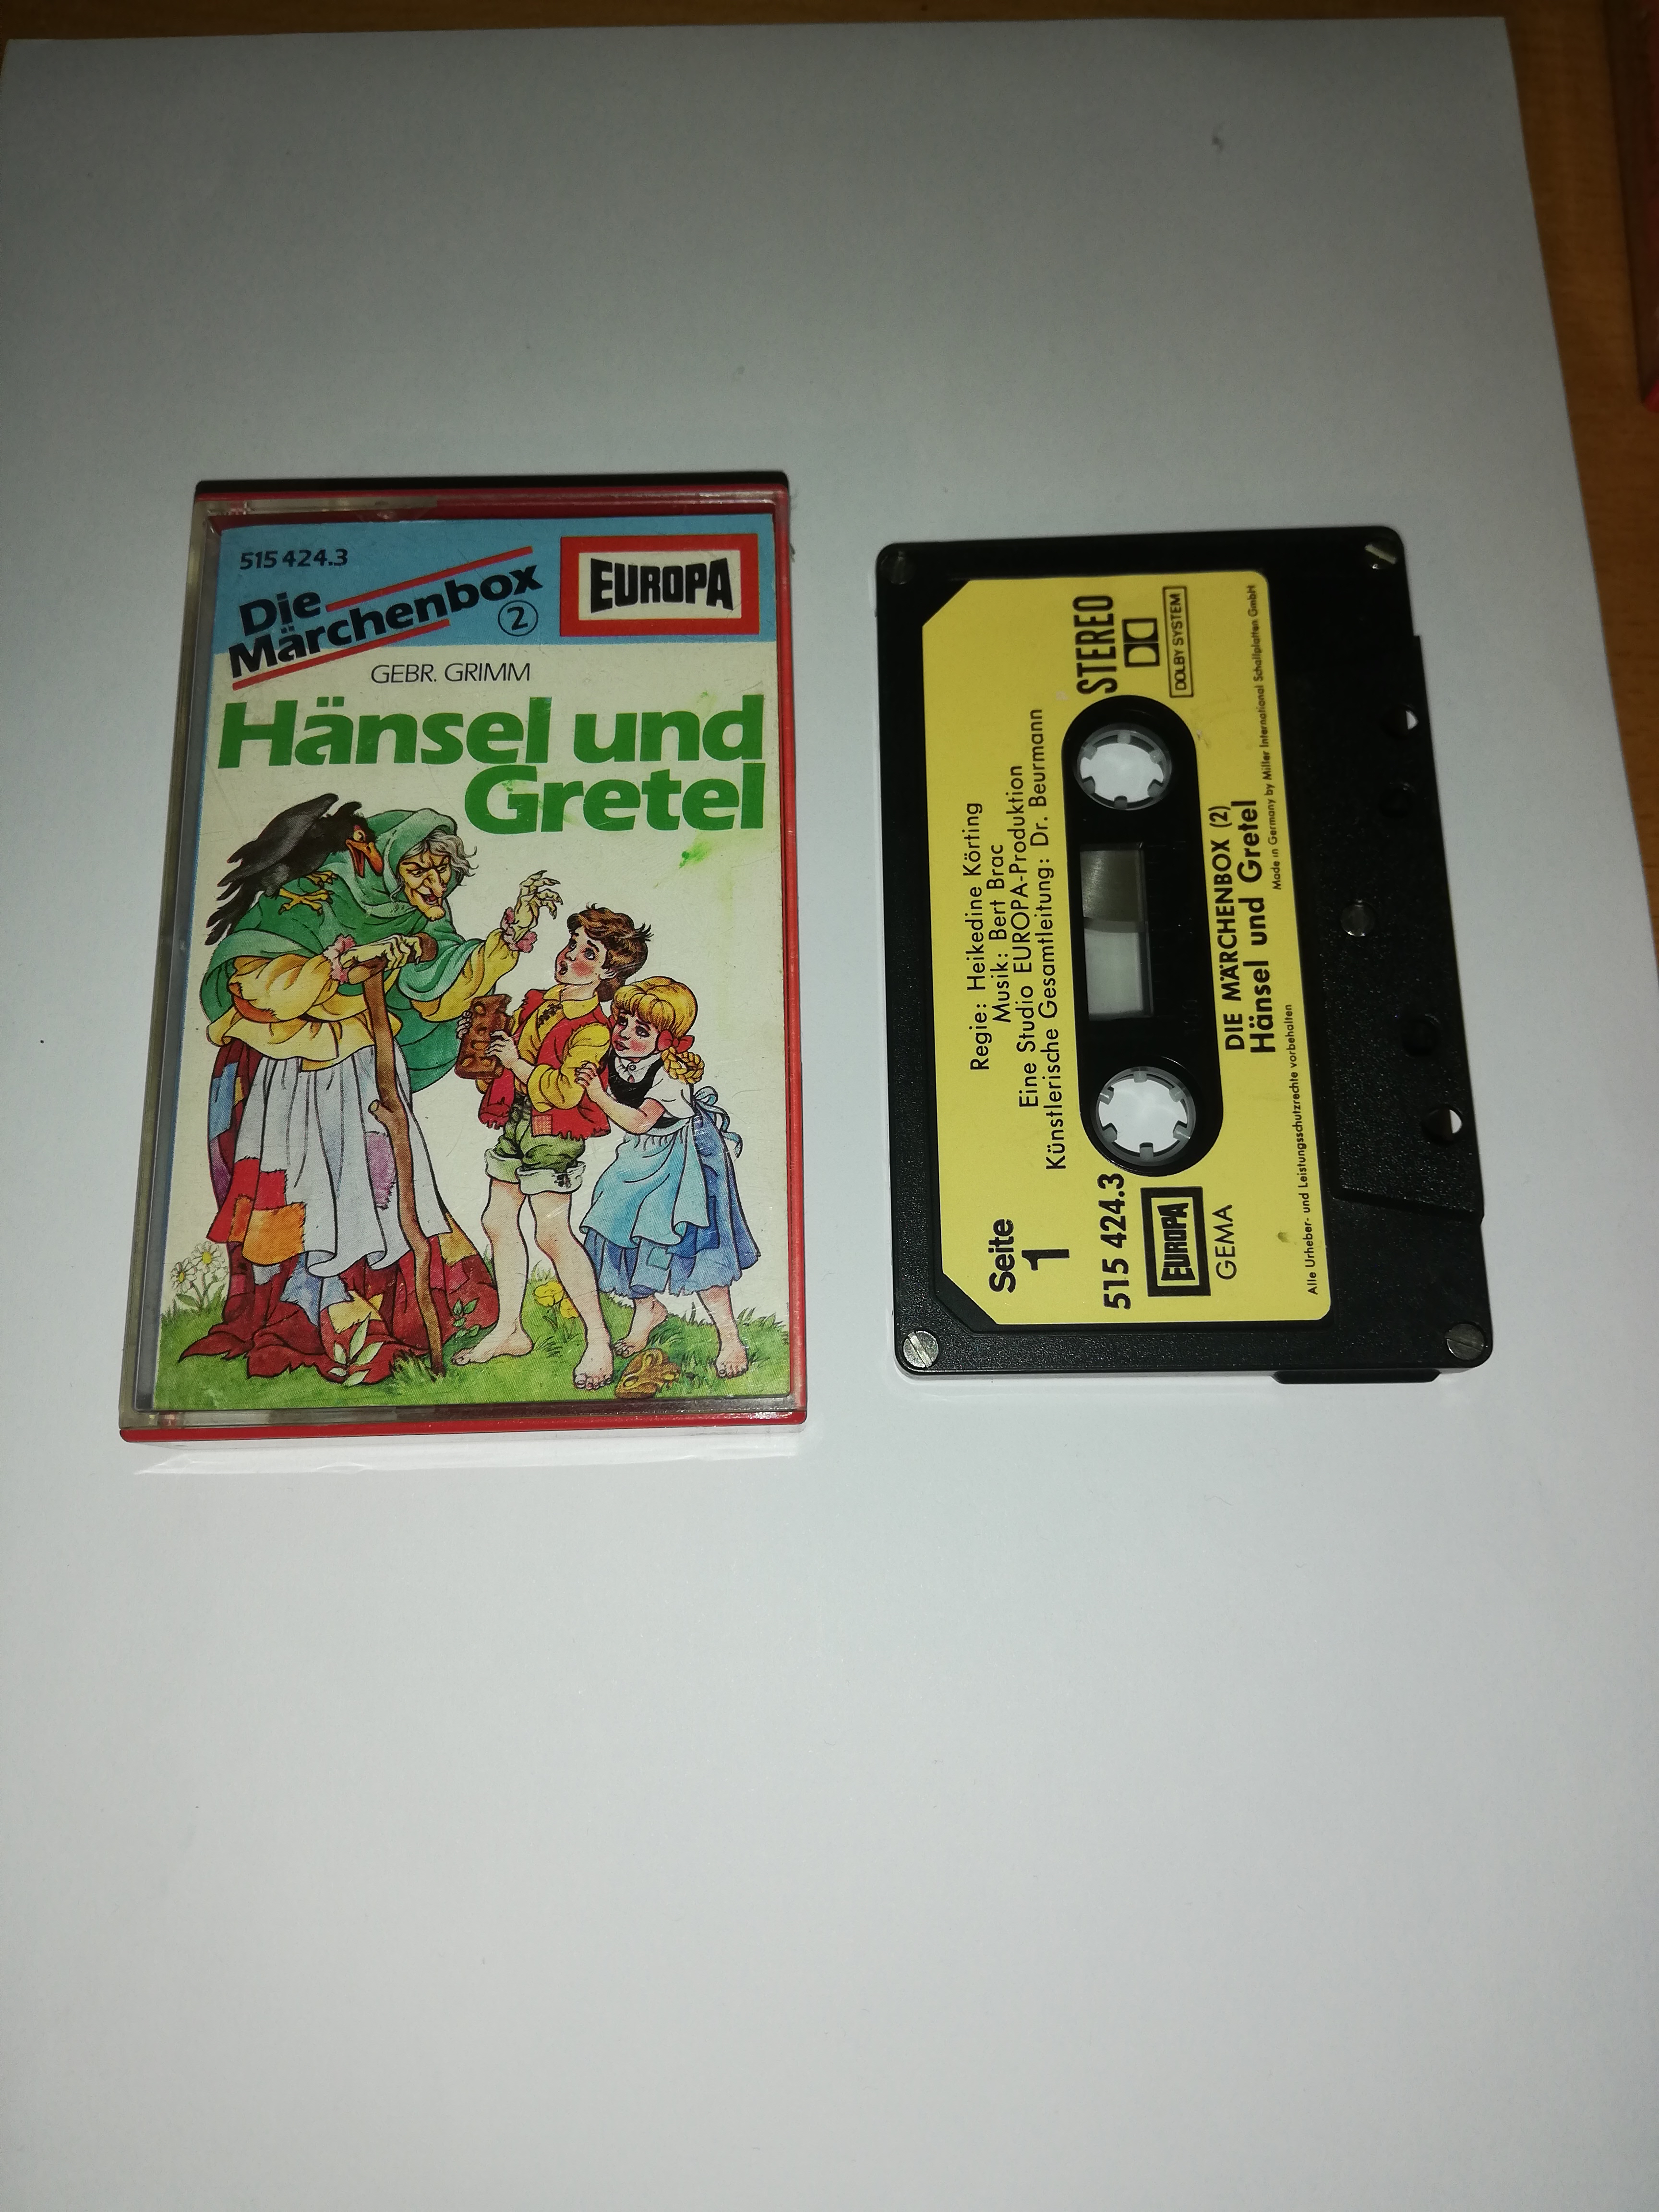 515 424.3
Die
Märchenbox
2
EUROPA
GEBR. GRIMM
Hänsel und
Gretel
Seite
1
Regie: Heikedine Körting
Musik: Bert Brac
Eine Studio EUROPA-Produktion
Künstlerische Gesamtleitung: Dr. Beurmann
STEREO
DOLBY SYSTEM
515 424.3
EUROPA
GEMA
DIE MÄRCHENBOX (2)
Hänsel und Gretel
Made in Germany by Miller International Schallplatten GmbH
Alle Urheber- und Leistungsschutzrechte vorbehalten